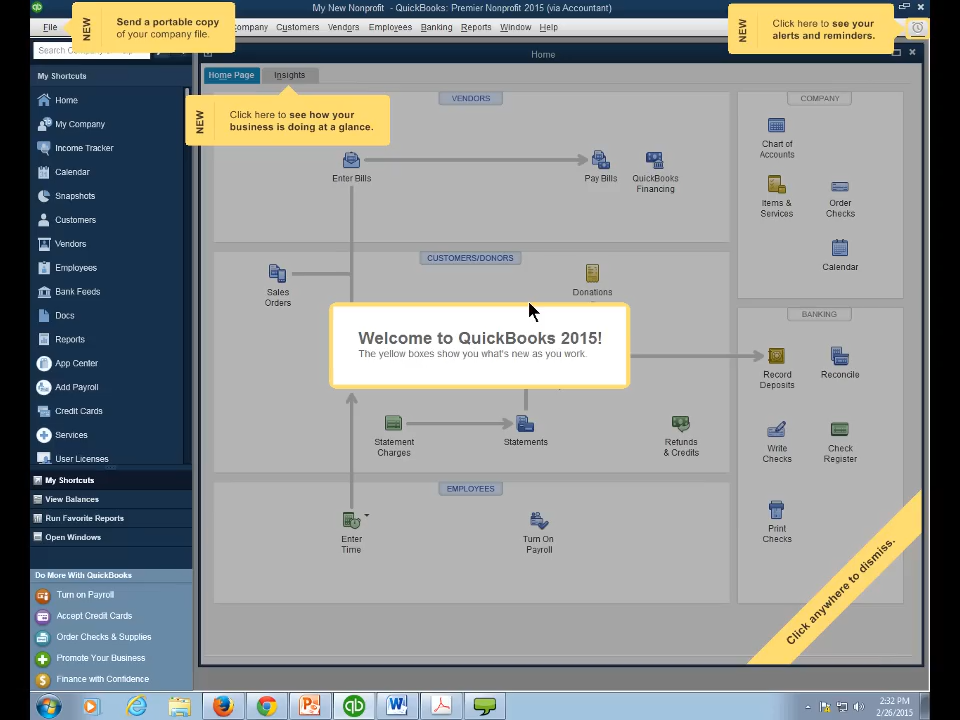 My New Nonprofit - QuickBooks: Premier Nonprofit 2015 (via Accountant)
File
ompany
Customers
Vendors
Employees
Banking
Reports
Window
Help
NEW
Send a portable copy
of your company file.
NEW
Click here to see your
alerts and reminders.
Search Company
Home
My Shortcuts
Home
My Company
Income Tracker
Calendar
Snapshots
Customers
Vendors
Employees
Bank Feeds
Docs
Reports
App Center
Add Payroll
Credit Cards
Services
User Licenses
My Shortcuts
View Balances
Run Favorite Reports
Open Windows
Do More With QuickBooks
Turn on Payroll
Accept Credit Cards
Order Checks & Supplies
Promote Your Business
Finance with Confidence
Home Page
Insights
NEW
Click here to see how your
business is doing at a glance.
VENDORS
Enter Bills
Pay Bills
QuickBooks
Financing
CUSTOMERS/DONORS
Sales
Orders
Donations
Welcome to QuickBooks 2015!
The yellow boxes show you what's new as you work.
Statement
Charges
Statements
Refunds
& Credits
EMPLOYEES
Enter
Time
Turn On
Payroll
COMPANY
Chart of
Accounts
Items &
Services
Order
Checks
Calendar
BANKING
Record
Deposits
Reconcile
Write
Checks
Check
Register
Print
Checks
Click anywhere to dismiss.
2:32 PM
2/26/2015